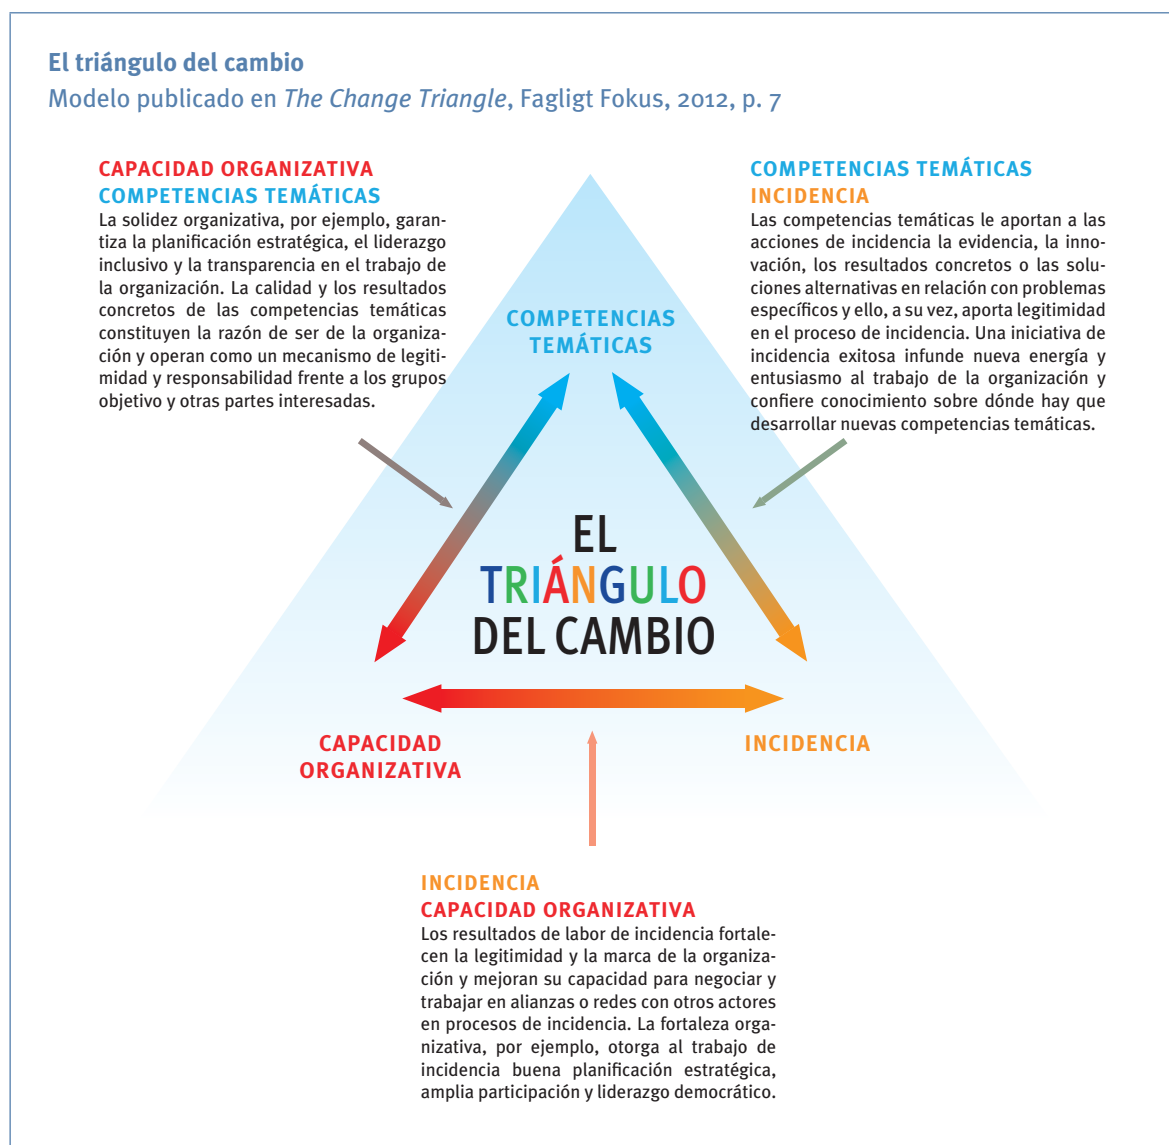 El triángulo del cambio
Modelo publicado en The Change Triangle, Fagligt Fokus, 2012, p. 7
CAPACIDAD ORGANIZATIVA
COMPETENCIAS TEMÁTICAS
La solidez organizativa, por ejemplo, garan-
tiza la planificación estratégica, el liderazgo
inclusivo y la transparencia en el trabajo de
la organización. La calidad y los resultados
concretos de las competencias temáticas
constituyen la razón de ser de la organiza-
ción y operan como un mecanismo de legiti-
midad y responsabilidad frente a los grupos
objetivo y otras partes interesadas.
COMPETENCIAS TEMÁTICAS
INCIDENCIA
Las competencias temáticas le aportan a las
acciones de incidencia la evidencia, la inno-
vación, los resultados concretos o las solu-
ciones alternativas en relación con problemas
específicos y ello, a su vez, aporta legitimidad
en el proceso de incidencia. Una iniciativa de
incidencia exitosa infunde nueva energía y
entusiasmo al trabajo de la organización y
confiere conocimiento sobre dónde hay que
desarrollar nuevas competencias temáticas.
COMPETENCIAS
TEMÁTICAS
EL
TRIÁNGULO
DEL CAMBIO
CAPACIDAD
ORGANIZATIVA
INCIDENCIA
INCIDENCIA
CAPACIDAD ORGANIZATIVA
Los resultados de labor de incidencia fortale-
cen la legitimidad y la marca de la organiza-
ción y mejoran su capacidad para negociar y
trabajar en alianzas o redes con otros actores
en procesos de incidencia. La fortaleza orga-
nizativa, por ejemplo, otorga al trabajo de
incidencia buena planificación estratégica,
amplia participación y liderazgo democrático.